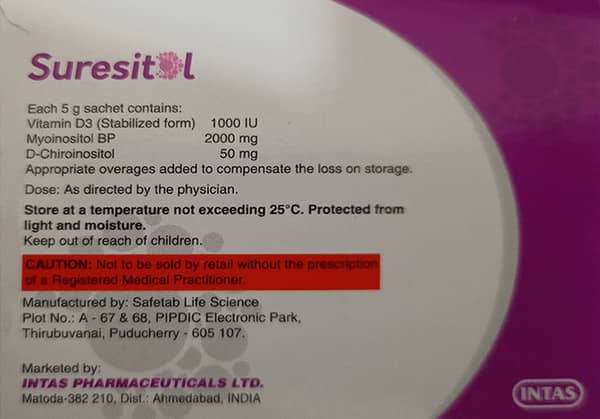 Suresitol
Each 5 g sachet contains:
Vitamin D3 (Stabilized form) 1000 IU
Myoinositol BP 2000 mg
D-Chiroinositol 50 mg
Appropriate overages added to compensate the loss on storage.
Dose: As directed by the physician.
Store at a temperature not exceeding 25°C. Protected from
light and moisture.
Keep out of reach of children.
CAUTION: Not to be sold by retail without the prescription
of a Registered Medical Practitioner.
Manufactured by: Safetab Life Science
Plot No.: A - 67 & 68, PIPDIC Electronic Park,
Thirubuvanai, Puducherry - 605 107.
Marketed by:
INTAS PHARMACEUTICALS LTD.
Matoda-382 210, Dist.: Ahmedabad, INDIA
INTAS